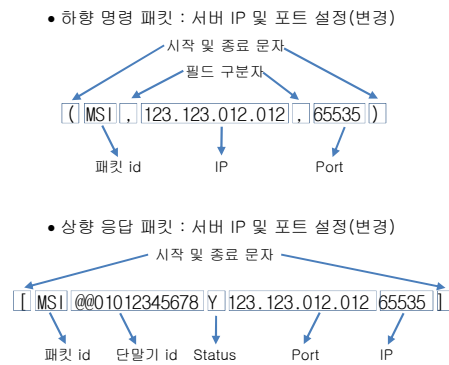 • 하향 명령 패킷 : 서버 IP 및 포트 설정(변경)
시작 및 종료 문자
필드 구분자
( MSI , 123.123.012.012 , 65535 )
패킷 id IP Port
• 상향 응답 패킷 : 서버 IP 및 포트 설정(변경)
시작 및 종료 문자
[ MSI @@01012345678 Y 123.123.012.012 65535 ]
패킷 id 단말기 id Status Port IP